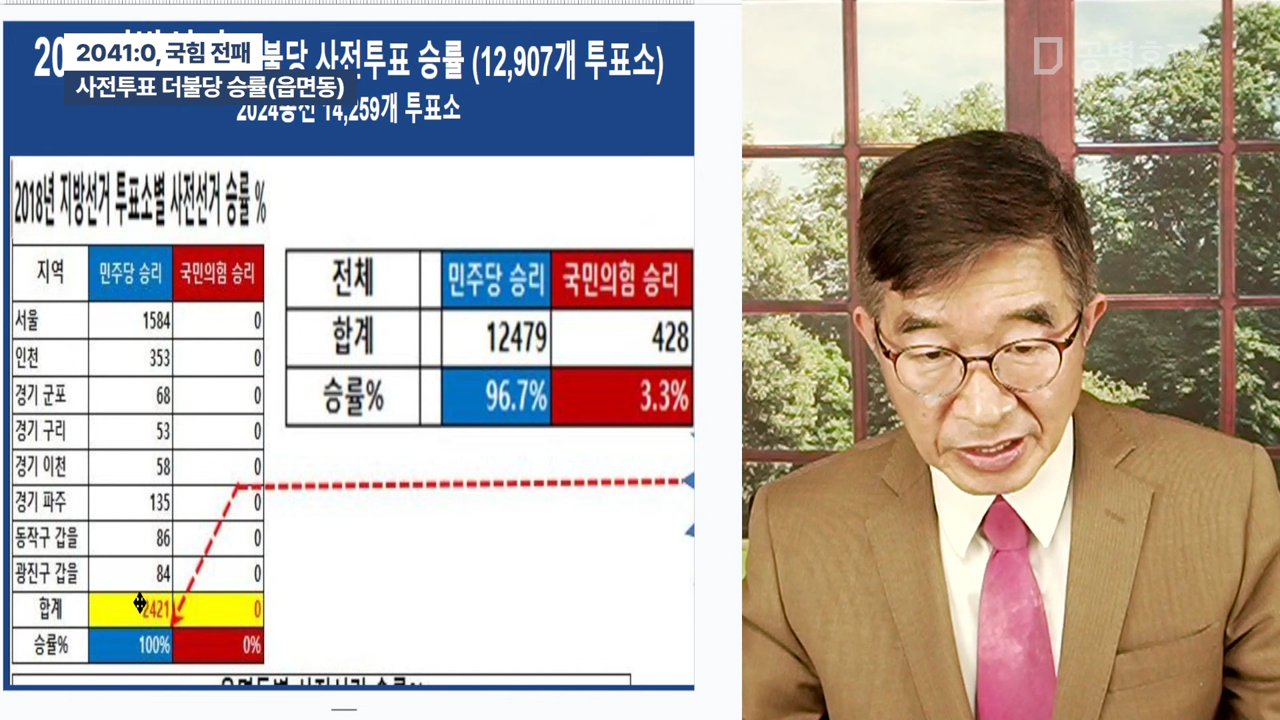 2041:0, 국힘 전패
사전투표 더불당 승률(읍면동)
사전투표 승률 (12,907개 투표소)
14,259개 투표소
2018년 지방선거 투표소별 사전선거 승률 %
지역 민주당 승리 국민의힘 승리
서울 1584 0
인천 353 0
경기 군포 68 0
경기 구리 53 0
경기 이천 58 0
경기 파주 135 0
동작구 갑을 86 0
광진구 갑을 84 0
합계 2421 0
승률% 100% 0%
전체 민주당 승리 국민의힘 승리
합계 12479 428
승률% 96.7% 3.3%
공병호